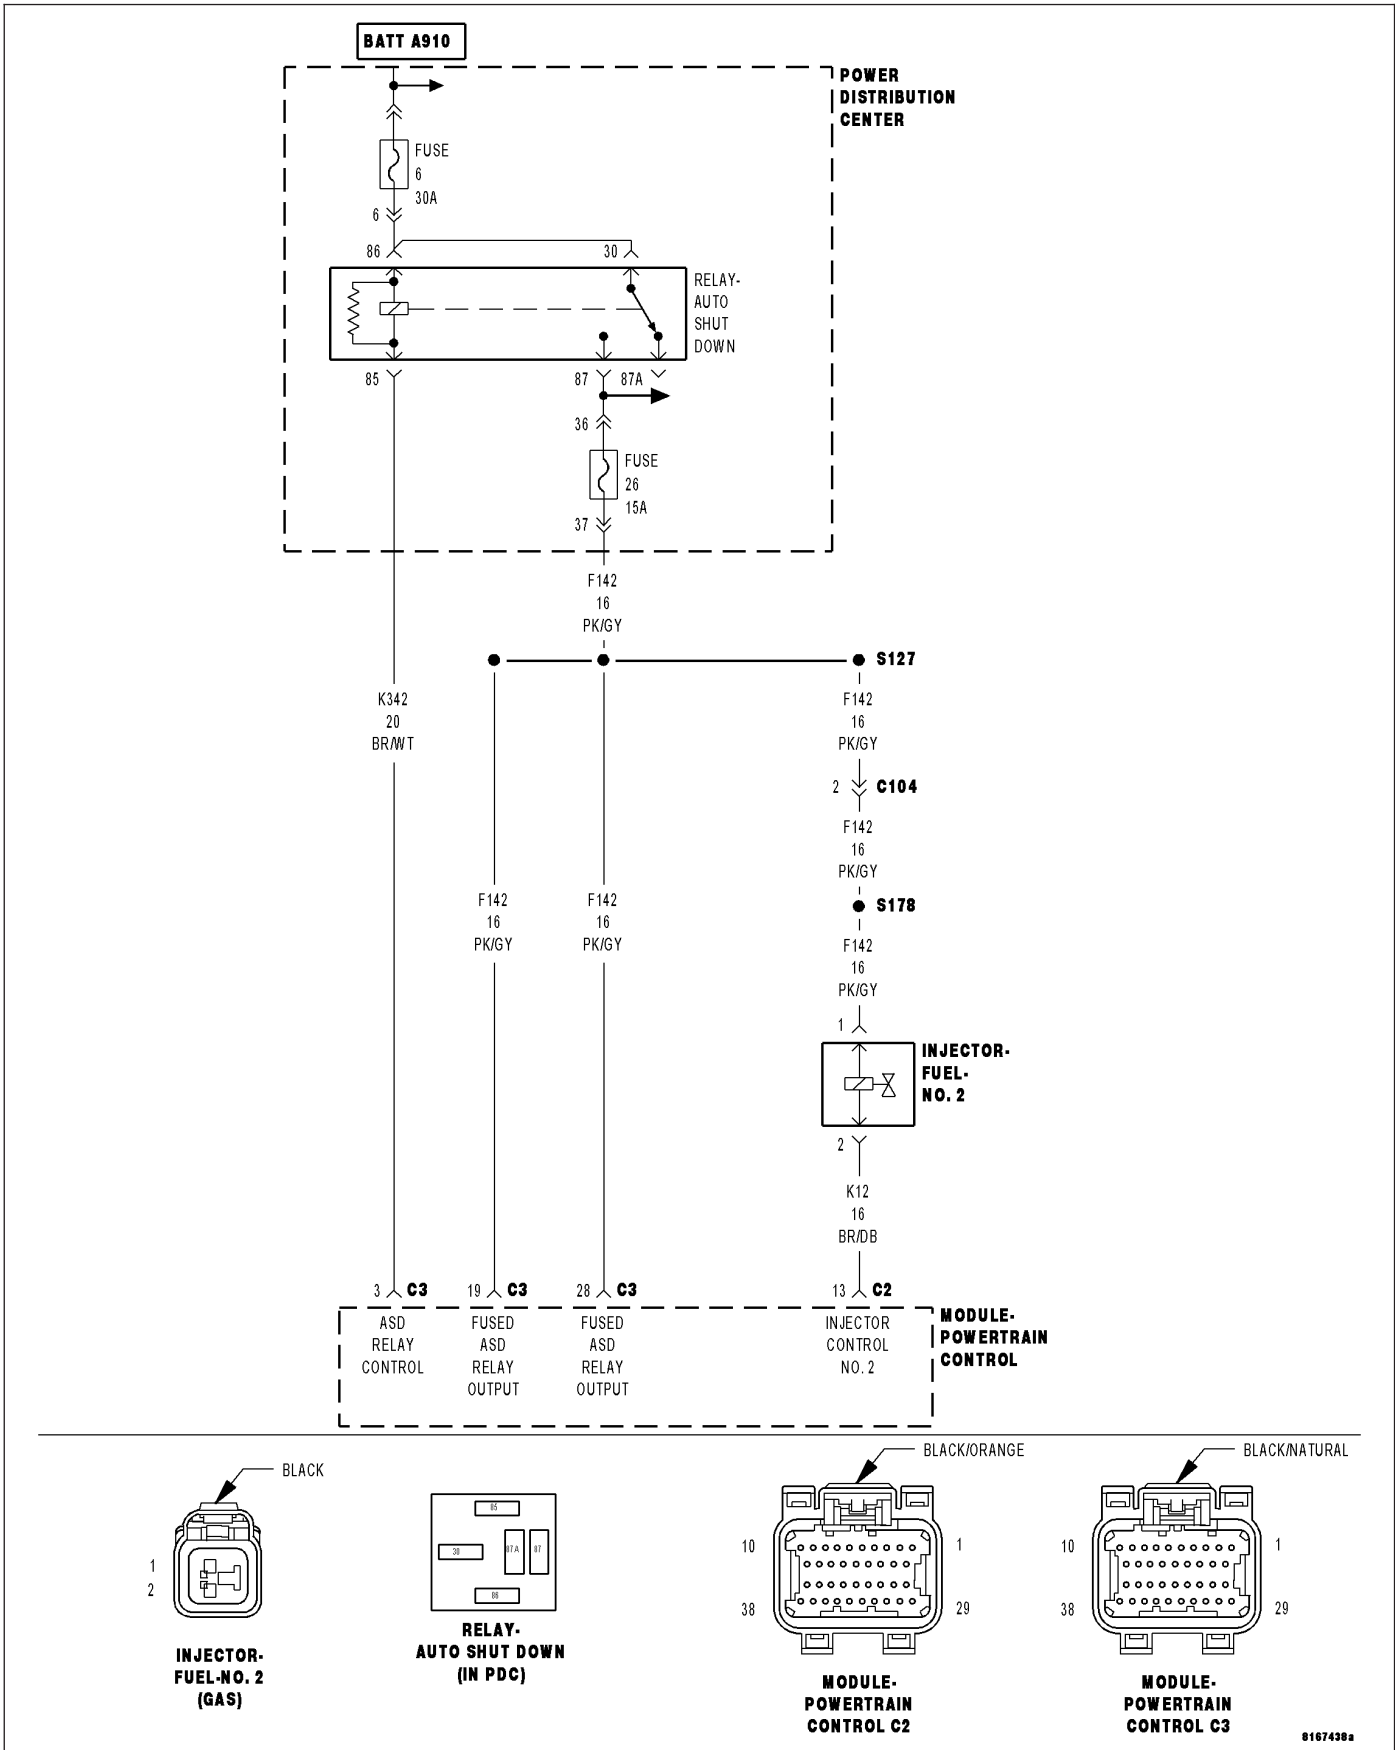 BATT A910
POWER
DISTRIBUTION
CENTER
FUSE
6
30A
6
86
30
RELAY-
AUTO
SHUT
DOWN
85
87
87A
36
FUSE
26
15A
37
F142
16
PK/GY
S127
K342
20
BR/WT
F142
16
PK/GY
2
C104
F142
16
PK/GY
F142
16
PK/GY
F142
16
PK/GY
S178
F142
16
PK/GY
1
INJECTOR-
FUEL-
NO. 2
2
K12
16
BR/DB
3 C3
19 C3
28 C3
13 C2
ASD
RELAY
CONTROL
FUSED
ASD
RELAY
OUTPUT
FUSED
ASD
RELAY
OUTPUT
INJECTOR
CONTROL
NO. 2
MODULE-
POWERTRAIN
CONTROL
BLACK
1
2
INJECTOR-
FUEL-NO. 2
(GAS)
85
30
87A
87
86
RELAY-
AUTO SHUT DOWN
(IN PDC)
BLACK/ORANGE
10
1
38
29
MODULE-
POWERTRAIN
CONTROL C2
BLACK/NATURAL
10
1
38
29
MODULE-
POWERTRAIN
CONTROL C3
8167438a